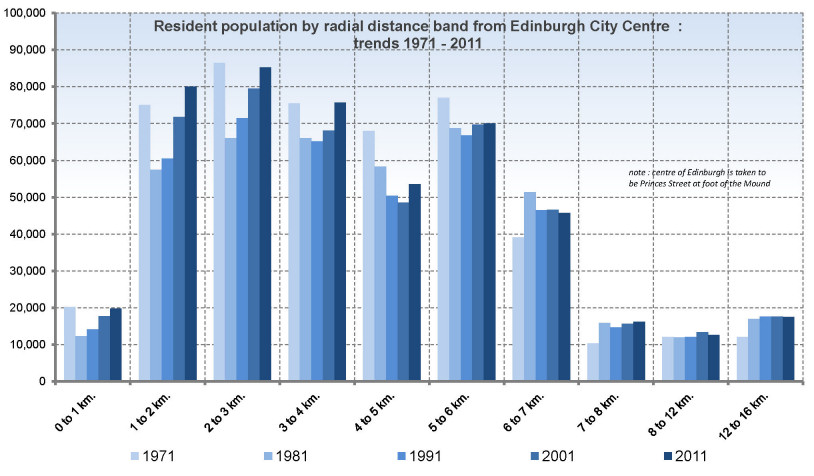 Resident population by radial distance band from Edinburgh City Centre :
trends 1971 - 2011
100,000
90,000
80,000
70,000
60,000
50,000
40,000
30,000
20,000
10,000
0
note : centre of Edinburgh is taken to
be Princes Street at foot of the Mound
0 to 1 km.
1 to 2 km.
2 to 3 km.
3 to 4 km.
4 to 5 km.
5 to 6 km.
6 to 7 km.
7 to 8 km.
8 to 12 km.
12 to 16 km.
1971
1981
1991
2001
2011